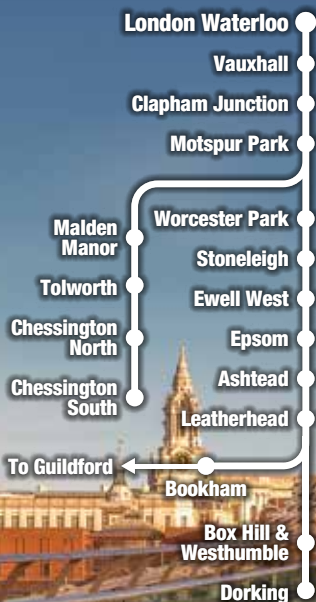 London Waterloo
Vauxhall
Clapham Junction
Motspur Park
Malden
Manor
Tolworth
Chessington
North
Chessington
South
Worcester Park
Stoneleigh
Ewell West
Epsom
Ashtead
Leatherhead
To Guildford
Bookham
Box Hill &
Westhumble
Dorking